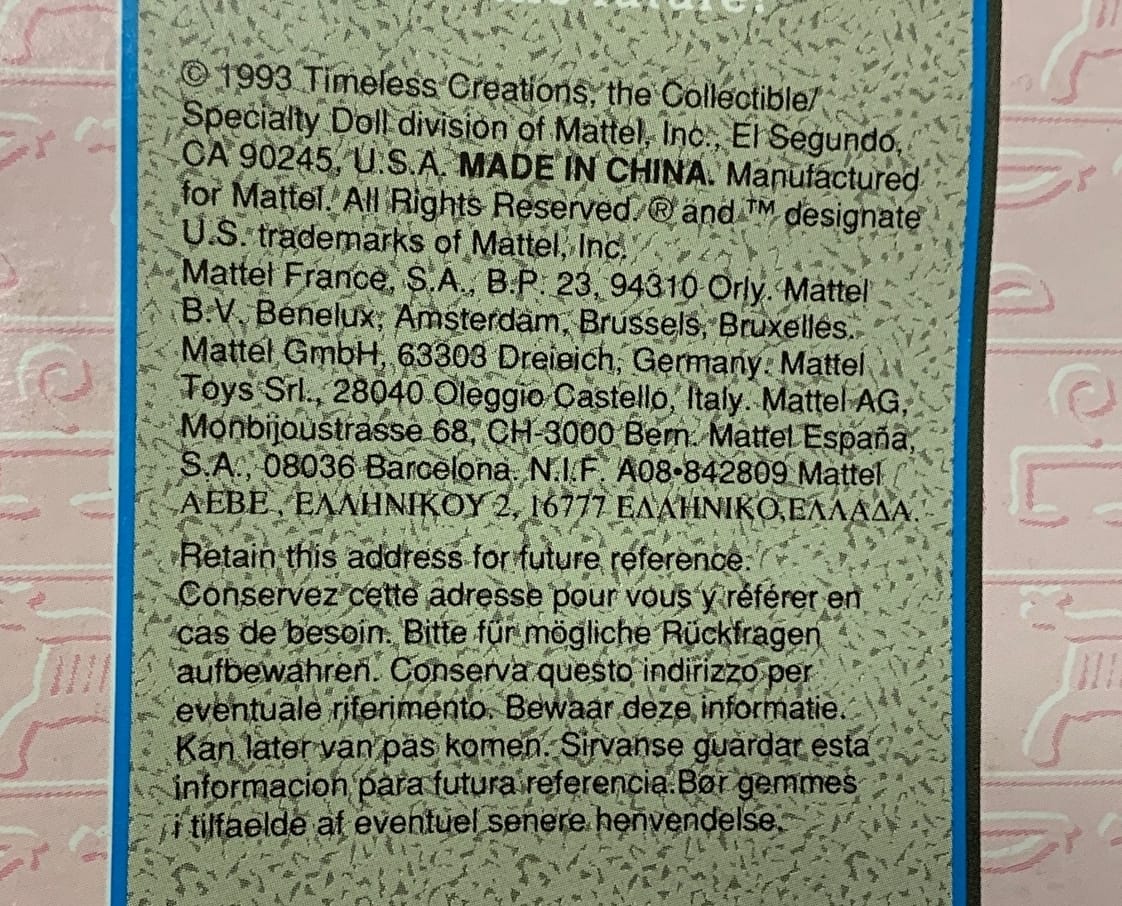 © 1993 Timeless Creations, the Collectible/
Specialty Doll division of Mattel, Inc., El Segundo,
CA 90245, U.S.A. MADE IN CHINA. Manufactured
for Mattel. All Rights Reserved. ® and ™ designate
U.S. trademarks of Mattel, Inc.
Mattel France, S.A., B.P. 23, 94310 Orly. Mattel
B.V. Benelux, Amsterdam, Brussels, Bruxelles.
Mattel GmbH, 63303 Dreieich, Germany. Mattel
Toys Srl., 28040 Oleggio Castello, Italy. Mattel AG,
Monbijoustrasse 68, CH-3000 Bern. Mattel España,
S.A., 08036 Barcelona. N.I.F. A08•842809 Mattel
AEBE, ΕΛΛΗΝΙΚΟΥ 2, 16777 ΕΛΛΗΝΙΚΟ, ΕΛΛΑΔΑ.
Retain this address for future reference.
Conservez cette adresse pour vous y référer en
cas de besoin. Bitte für mögliche Rückfragen
aufbewahren. Conserva questo indirizzo per
eventuale riferimento. Bewaar deze informatie.
Kan later van pas komen. Sirvanse guardar esta
informacion para futura referencia. Bør gemmes
i tilfaelde af eventuel senere henvendelse.